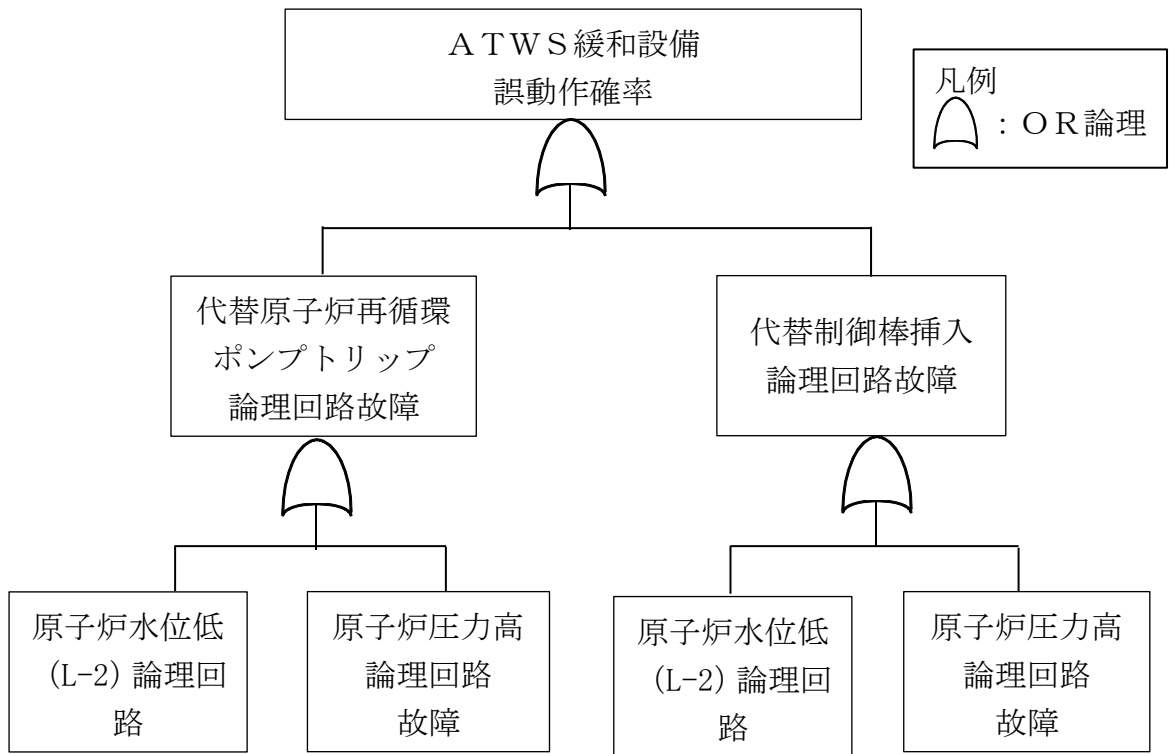 ATWS緩和設備
誤動作確率
凡例
:OR論理
代替原子炉再循環
ポンプトリップ
論理回路故障
代替制御棒挿入
論理回路故障
原子炉水位低
(L-2)論理回
路
原子炉圧力高
論理回路
故障
原子炉水位低
(L-2)論理回
路
原子炉圧力高
論理回路
故障